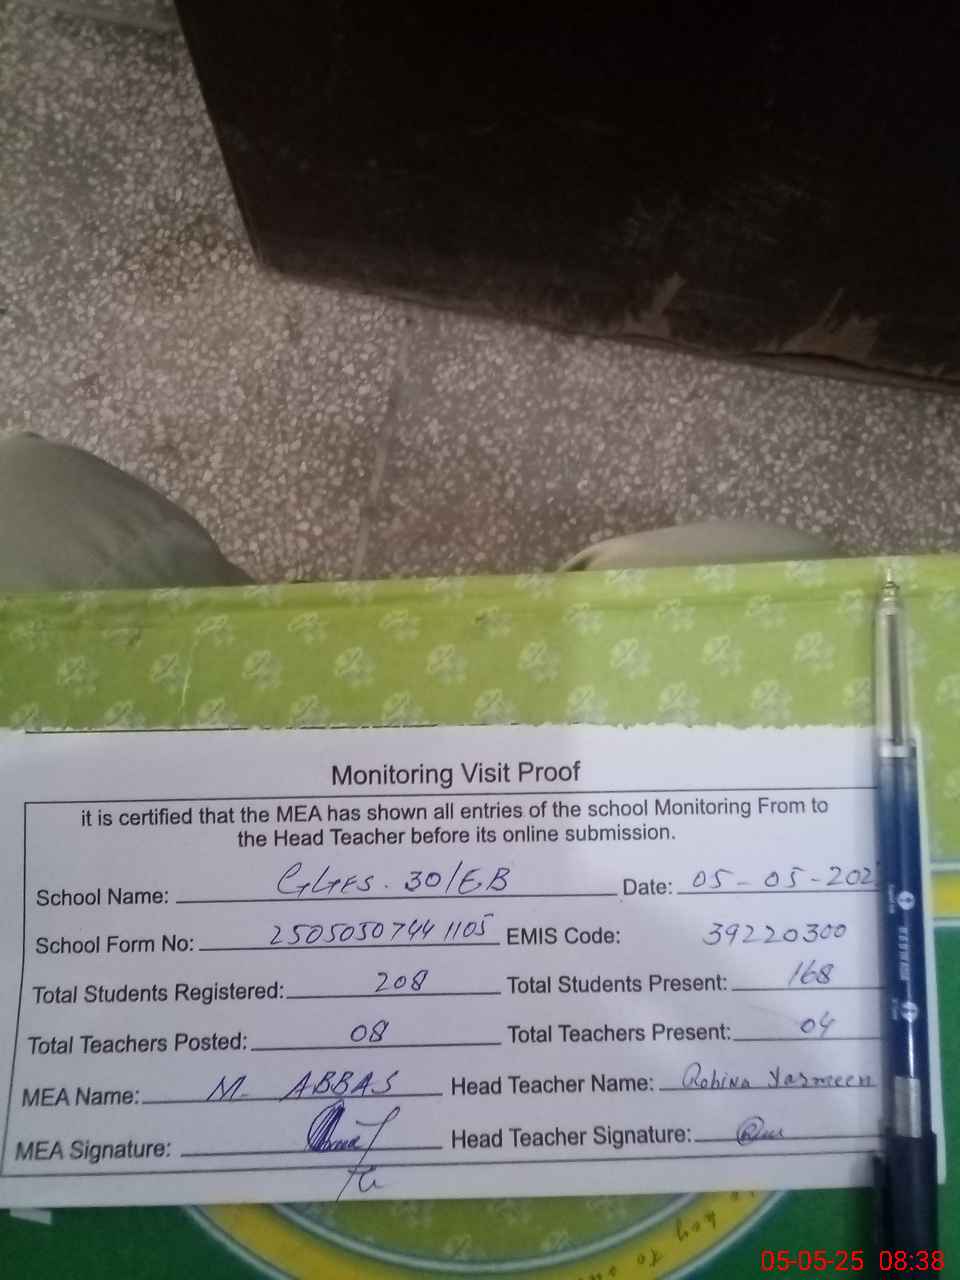 Monitoring Visit Proof
it is certified that the MEA has shown all entries of the school Monitoring From to
the Head Teacher before its online submission.
School Name: GGES. 30/EB Date: 05-05-202
School Form No: 25050507441105 EMIS Code: 39220300
Total Students Registered: 208 Total Students Present: 168
Total Teachers Posted: 08 Total Teachers Present: 04
MEA Name: M. ABBAS Head Teacher Name: Robina Yasmeen
MEA Signature: Head Teacher Signature:
key to
05-05-25 08:38